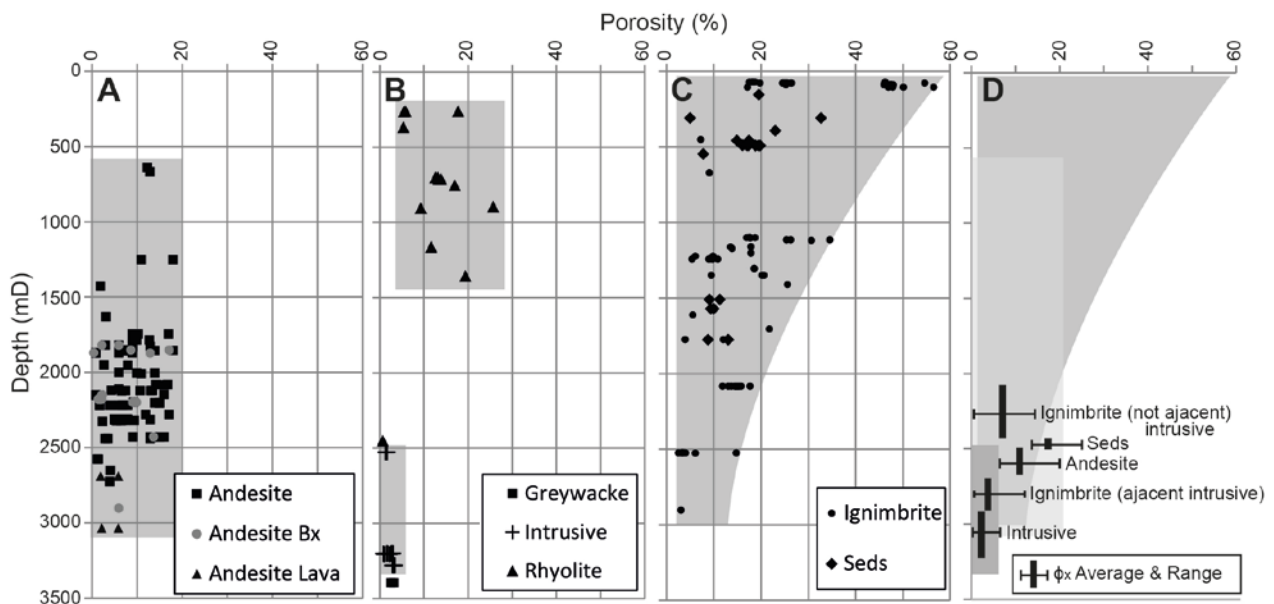 Porosity (%)
0 20 40 60 0 20 40 60 0 20 40 60 0 20 40 60
A B C D
Depth (mD)
0
500
1000
1500
2000
2500
3000
3500
Andesite
Andesite Bx
Andesite Lava
Greywacke
Intrusive
Rhyolite
Ignimbrite
Seds
Ignimbrite (not ajacent)
intrusive
Seds
Andesite
Ignimbrite (ajacent intrusive)
Intrusive
ϕx Average & Range